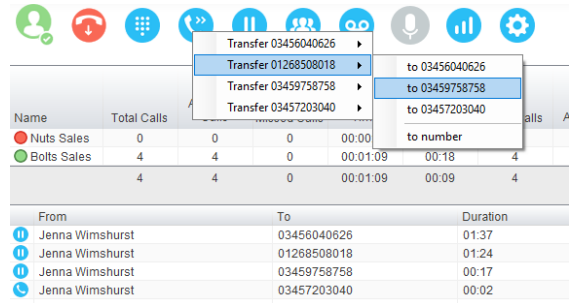 Transfer 03456040626
Transfer 01268508018
Transfer 03459758758
Transfer 03457203040
to 03456040626
to 03459758758
to 03457203040
to number
Name Total Calls
Nuts Sales 0 0 0 00:00
Bolts Sales 4 4 0 00:01:09 00:18 4
4 4 0 00:01:09 00:09 4
From To Duration
Jenna Wimshurst 03456040626 01:37
Jenna Wimshurst 01268508018 01:24
Jenna Wimshurst 03459758758 00:17
Jenna Wimshurst 03457203040 00:02